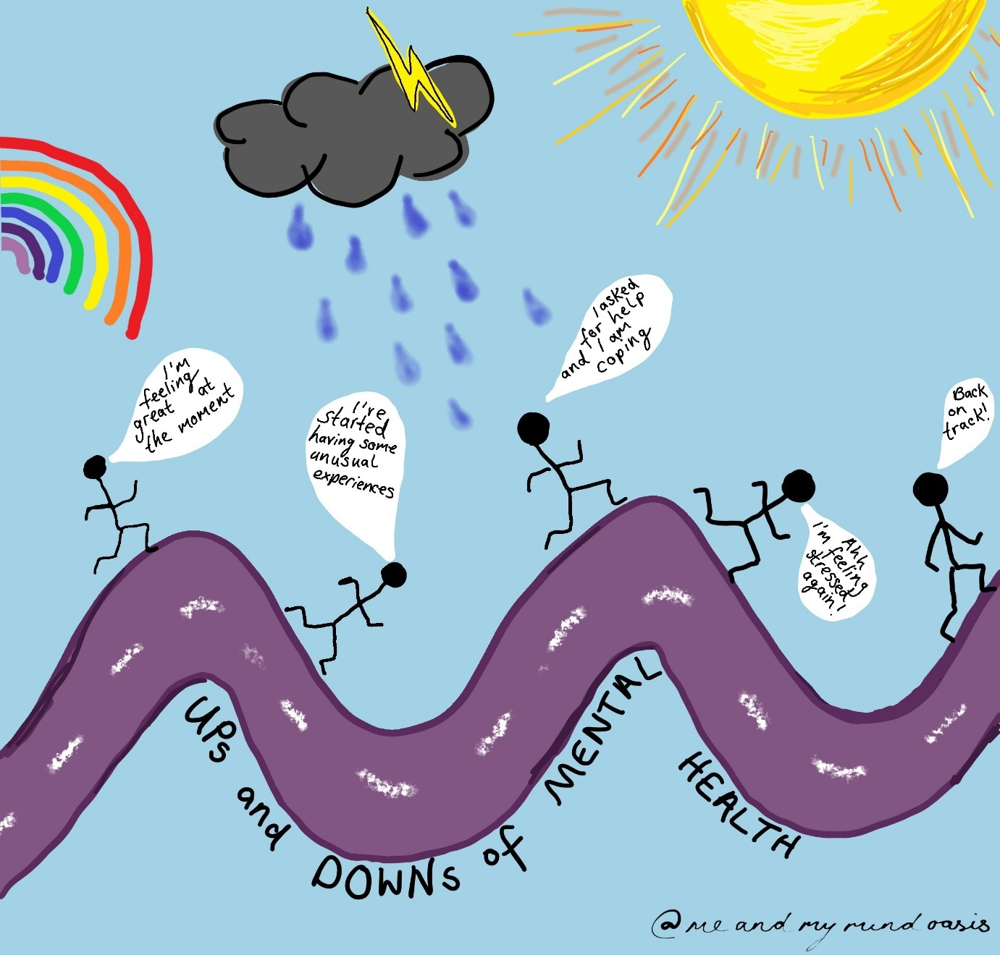 I asked
for help
and I am
coping
I'm
feeling
great at
the moment
I've
started
having some
unusual
experiences
Back
on
track!
Ahh
I'm feeling
stressed
again!
UPs and DOWNs of MENTAL HEALTH
@me and my mind oasis